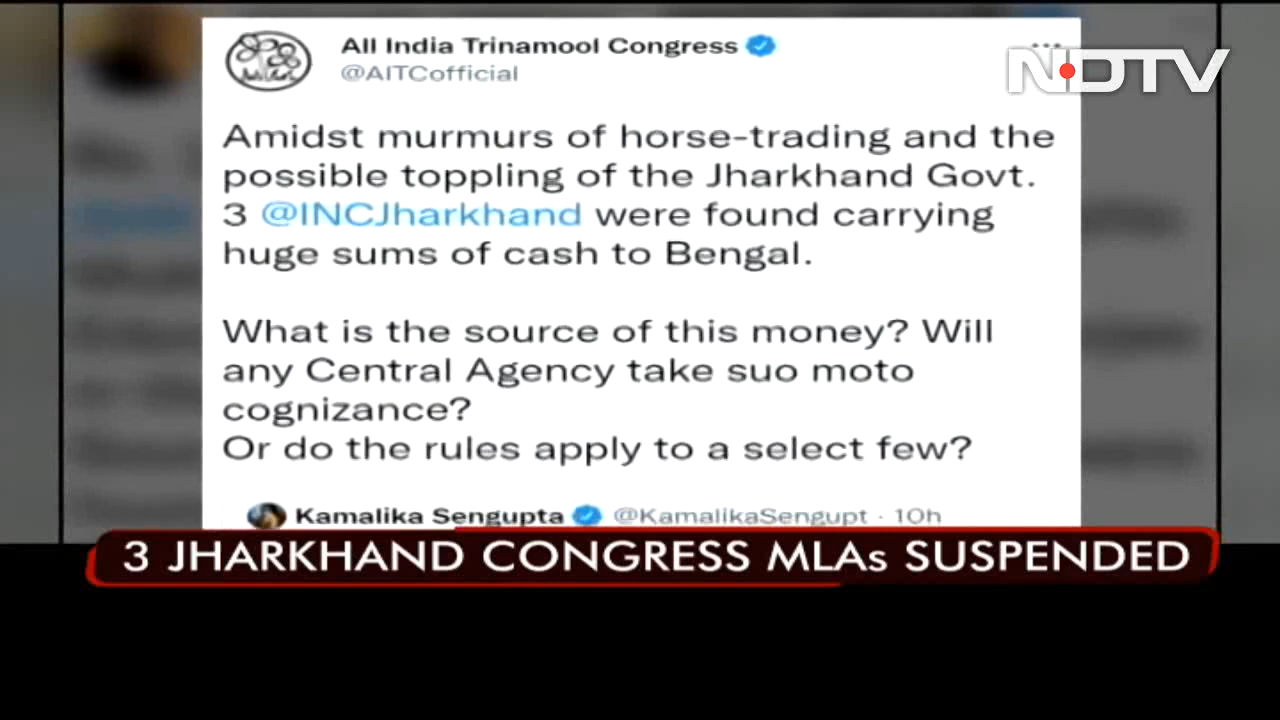 All India Trinamool Congress
@AITCofficial
NDTV
Amidst murmurs of horse-trading and the
possible toppling of the Jharkhand Govt.
3 @INCJharkhand were found carrying
huge sums of cash to Bengal.
What is the source of this money? Will
any Central Agency take suo moto
cognizance?
Or do the rules apply to a select few?
Kamalika Sengupta @KamalikaSengupt · 10h
3 JHARKHAND CONGRESS MLAs SUSPENDED